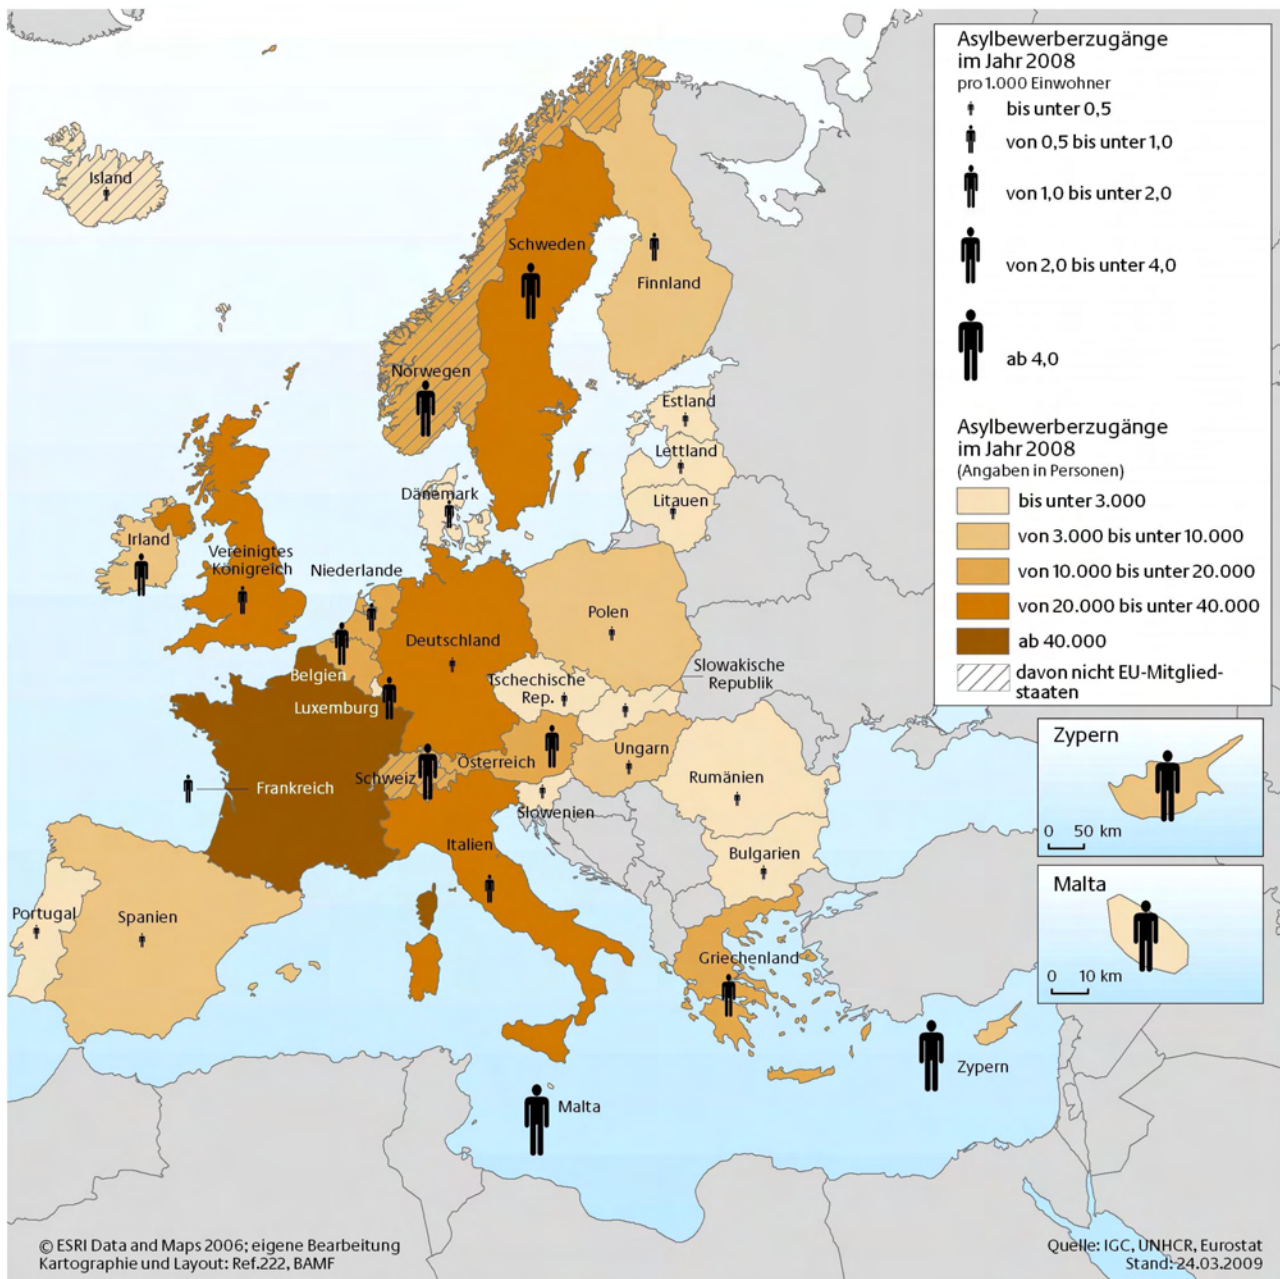 Asylbewerberzugänge
im Jahr 2008
pro 1.000 Einwohner
bis unter 0,5
von 0,5 bis unter 1,0
von 1,0 bis unter 2,0
von 2,0 bis unter 4,0
ab 4,0
Asylbewerberzugänge
im Jahr 2008
(Angaben in Personen)
bis unter 3.000
von 3.000 bis unter 10.000
von 10.000 bis unter 20.000
von 20.000 bis unter 40.000
ab 40.000
davon nicht EU-Mitglied-
staaten
Island
Schweden
Finnland
Norwegen
Estland
Lettland
Litauen
Dänemark
Irland
Vereinigtes
Königreich
Niederlande
Polen
Deutschland
Belgien
Tschechische
Rep.
Slowakische
Republik
Luxemburg
Ungarn
Österreich
Schweiz
Rumänien
Frankreich
Slowenien
Italien
Bulgarien
Portugal
Spanien
Griechenland
Zypern
Malta
Zypern
0 50 km
Malta
0 10 km
© ESRI Data and Maps 2006; eigene Bearbeitung
Kartographie und Layout: Ref.222, BAMF
Quelle: IGC, UNHCR, Eurostat
Stand: 24.03.2009